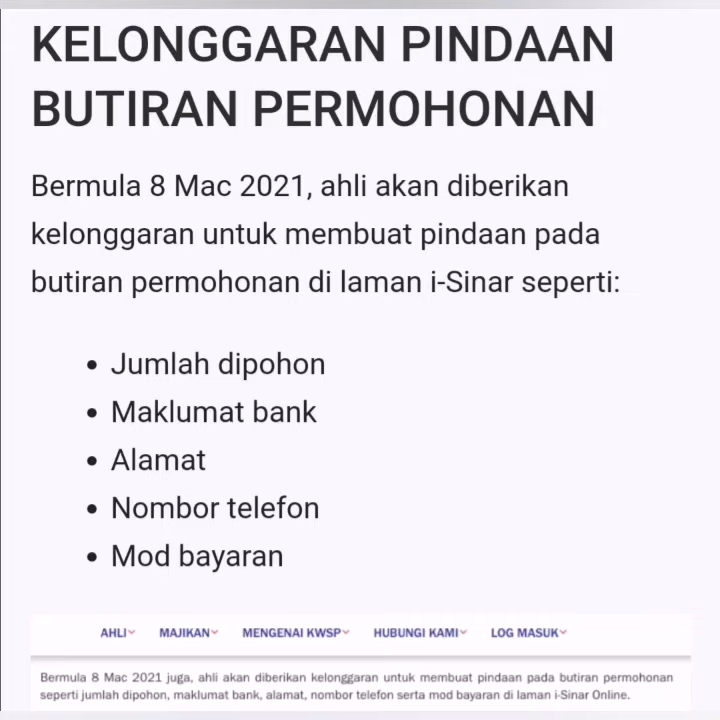 KELONGGARAN PINDAAN
BUTIRAN PERMOHONAN
Bermula 8 Mac 2021, ahli akan diberikan
kelonggaran untuk membuat pindaan pada
butiran permohonan di laman i-Sinar seperti:
• Jumlah dipohon
• Maklumat bank
• Alamat
• Nombor telefon
• Mod bayaran
AHLI MAJIKAN MENGENAI KWSP HUBUNGI KAMI LOG MASUK
Bermula 8 Mac 2021 juga, ahli akan diberikan kelonggaran untuk membuat pindaan pada butiran permohonan
seperti jumlah dipohon, maklumat bank, alamat, nombor telefon serta mod bayaran di laman i-Sinar Online.